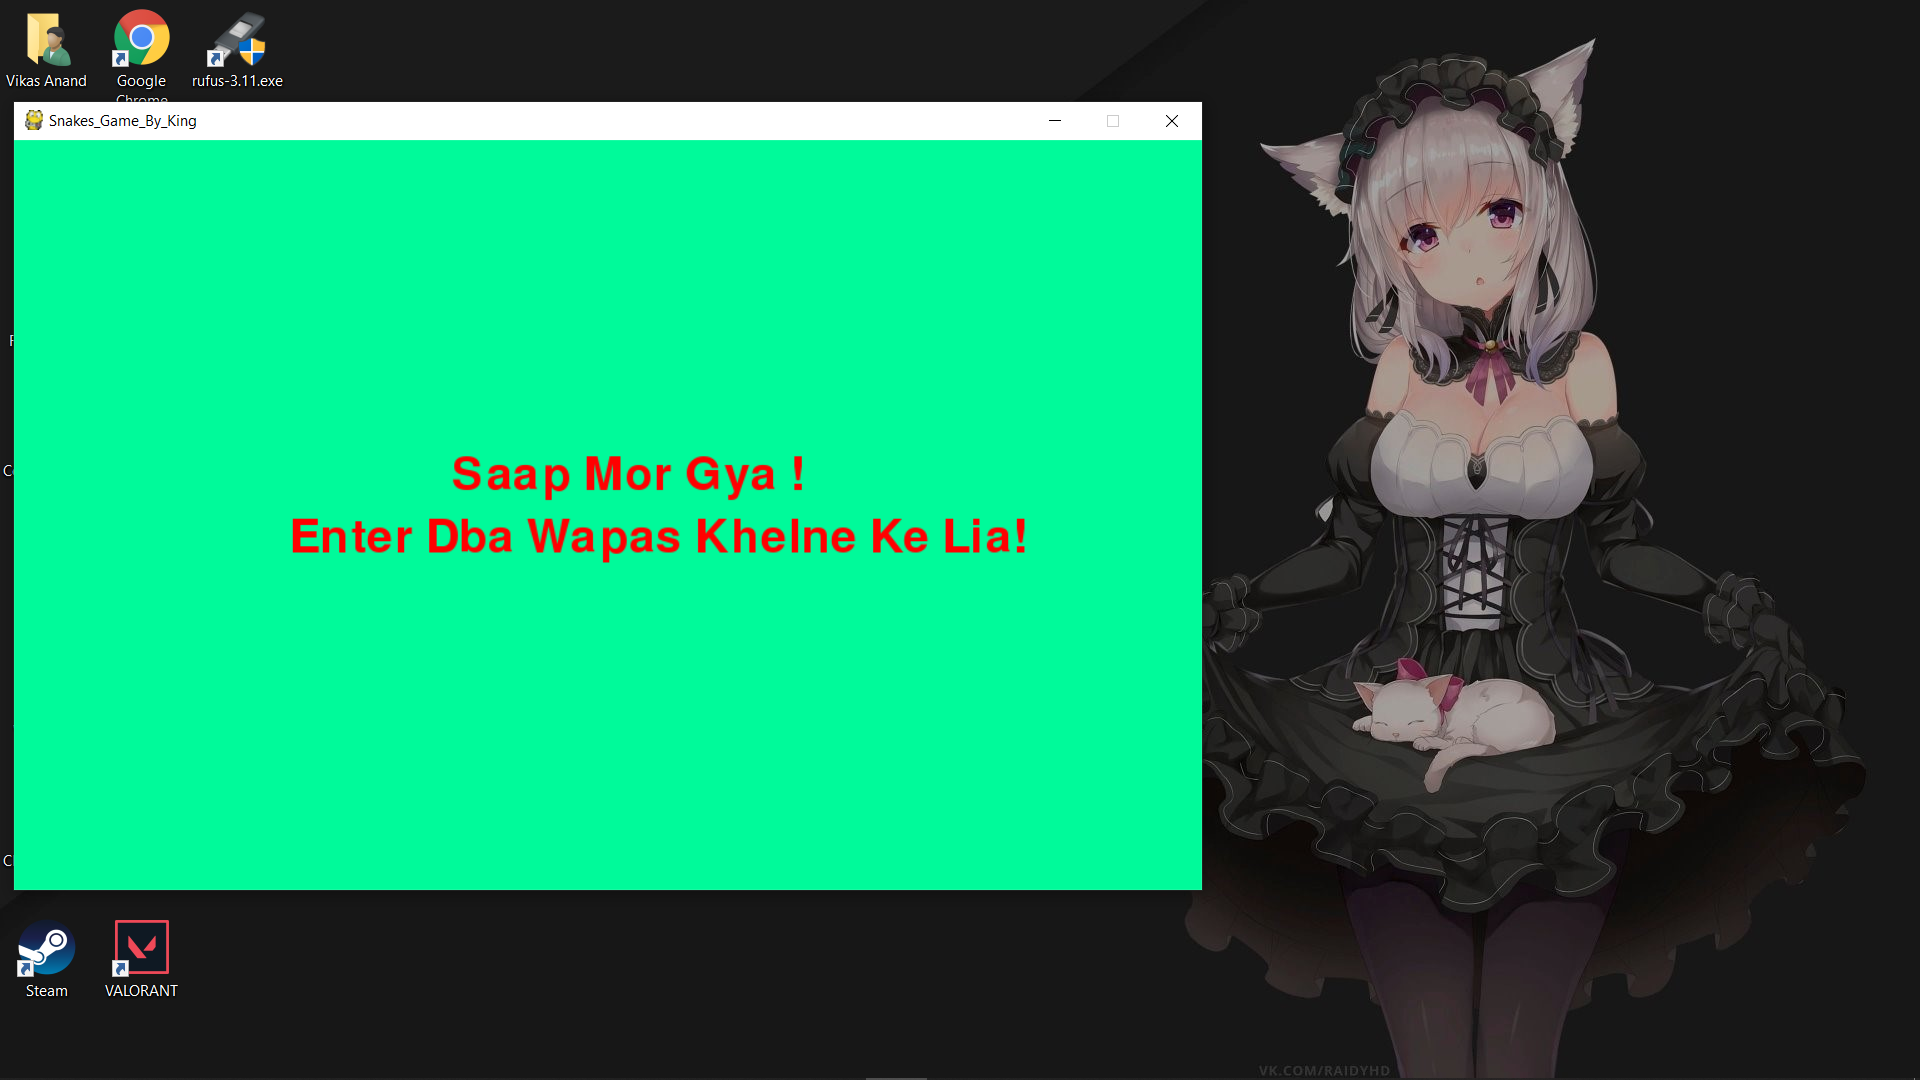 Vikas Anand
Google
Chrome
rufus-3.11.exe
Snakes_Game_By_King
Saap Mor Gya !
Enter Dba Wapas Khelne Ke Lia!
Steam
VALORANT
VK.COM/RAIDYHD